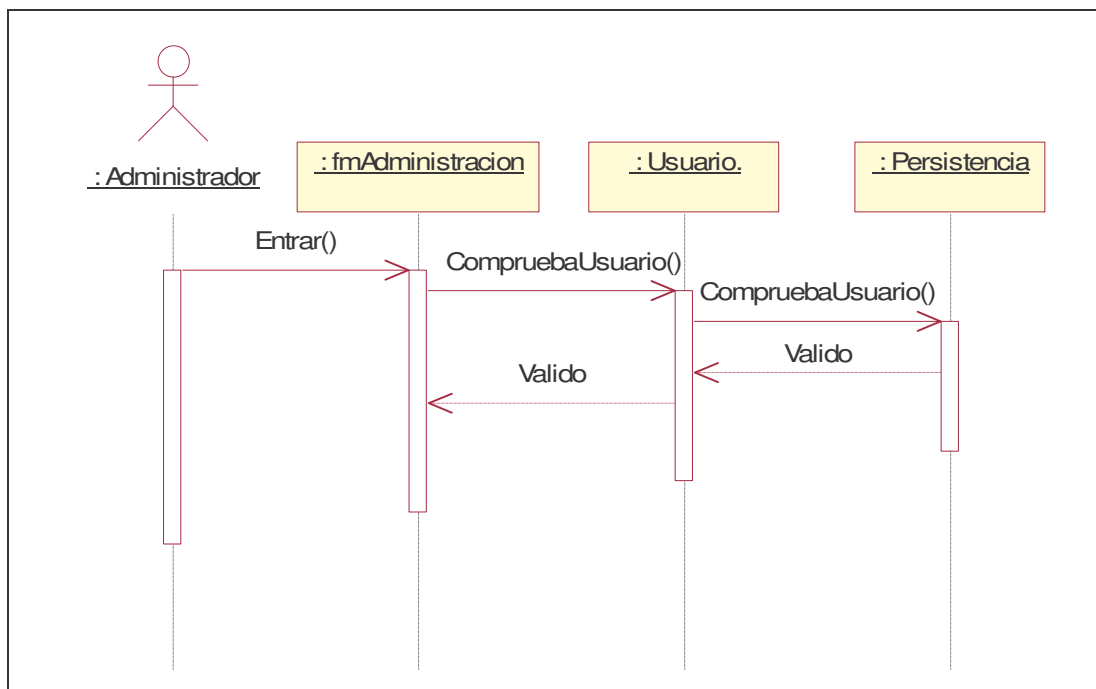 : Administrador
: fmAdministracion
: Usuario.
: Persistencia
Entrar()
CompruebaUsuario()
CompruebaUsuario()
Valido
Valido